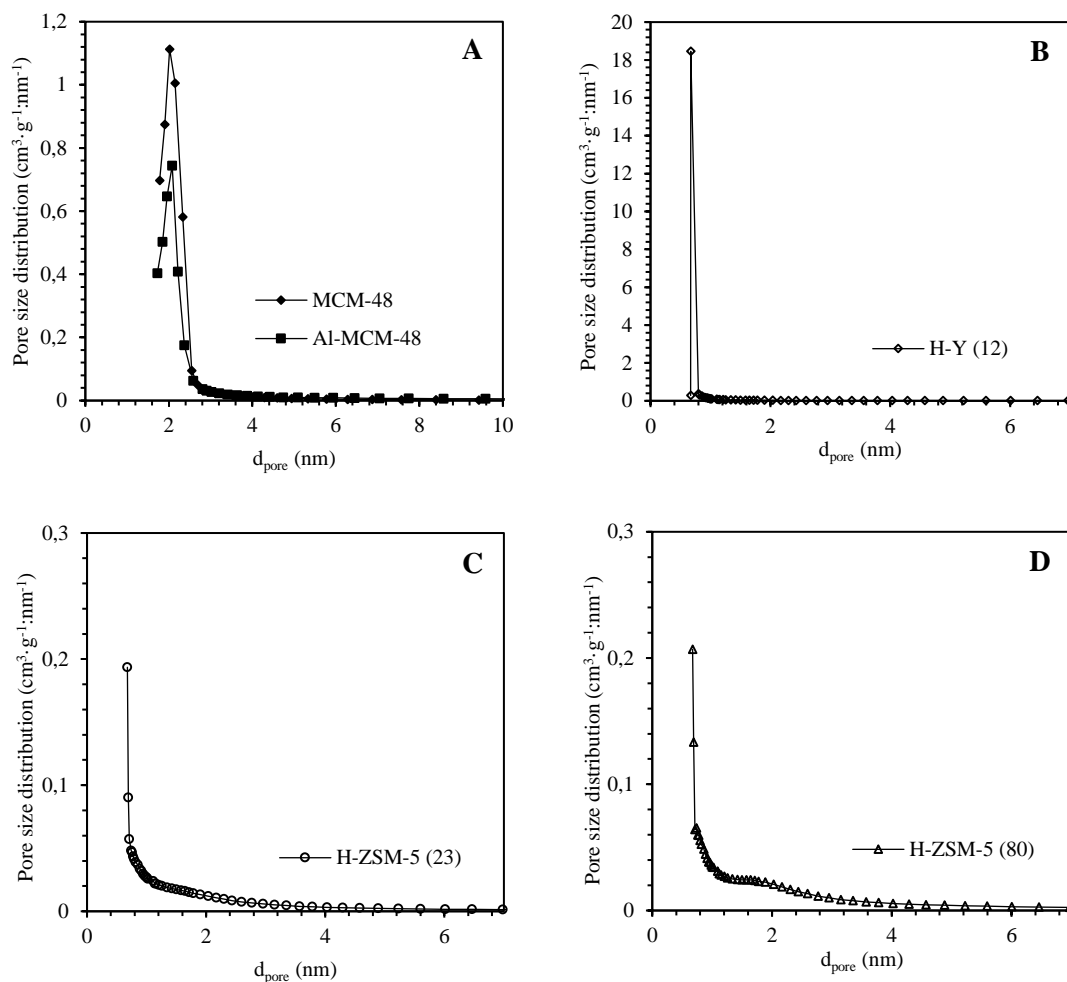 A
Pore size distribution (cm³·g⁻¹:nm⁻¹)
1,2
1
0,8
0,6
0,4
0,2
0
MCM-48
Al-MCM-48
0 2 4 6 8 10
dpore (nm)
B
Pore size distribution (cm³·g⁻¹:nm⁻¹)
20
18
16
14
12
10
8
6
4
2
0
H-Y (12)
0 2 4 6
dpore (nm)
C
Pore size distribution (cm³·g⁻¹:nm⁻¹)
0,3
0,2
0,1
0
H-ZSM-5 (23)
0 2 4 6
dpore (nm)
D
Pore size distribution (cm³·g⁻¹:nm⁻¹)
0,3
0,2
0,1
0
H-ZSM-5 (80)
0 2 4 6
dpore (nm)